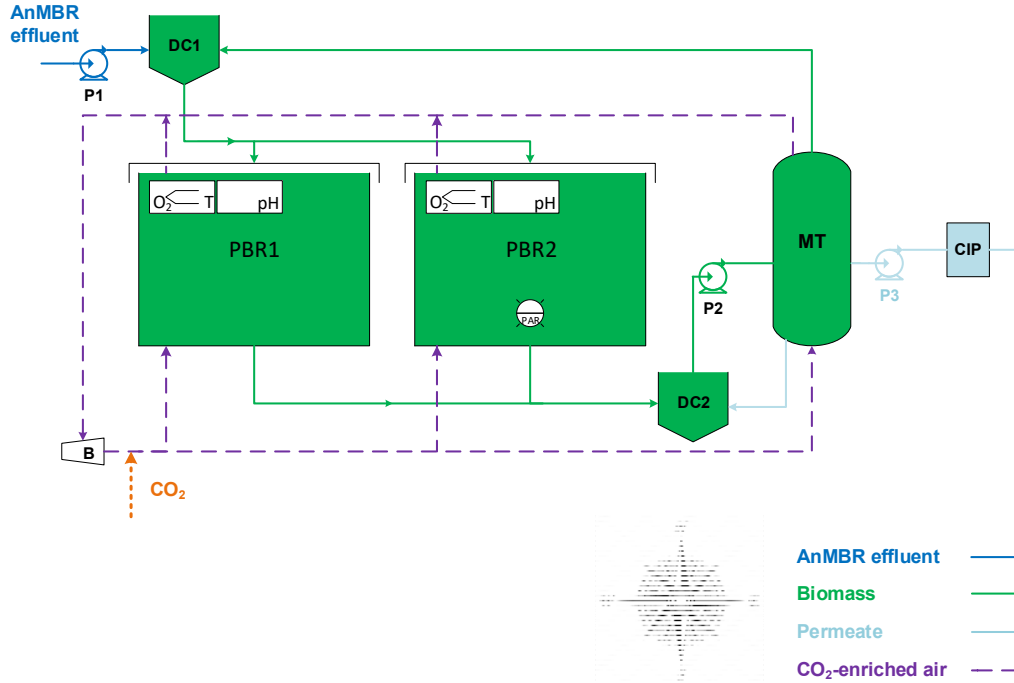 AnMBR
effluent
P1
DC1
O₂ T pH
PBR1
O₂ T pH
PBR2
PAR
P2
MT
P3
CIP
DC2
B
CO₂
AnMBR effluent
Biomass
Permeate
CO₂-enriched air